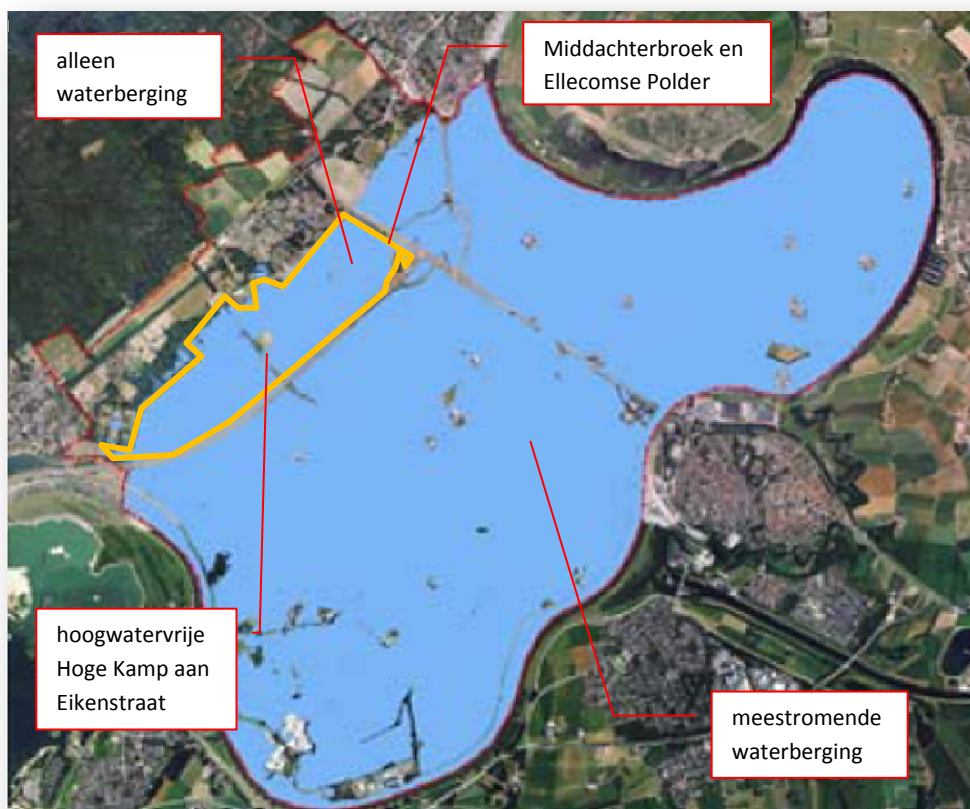 alleen
waterberging
Middachterbroek en
Ellecomse Polder
hoogwatervrije
Hoge Kamp aan
Eikenstraat
meestromende
waterberging